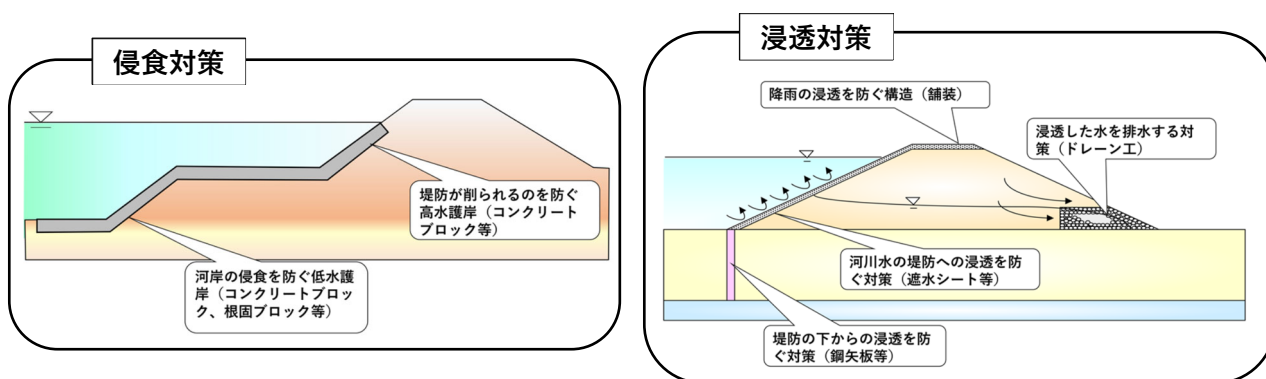 侵食対策
堤防が削られるのを防ぐ
高水護岸（コンクリート
ブロック等）
河岸の侵食を防ぐ低水護
岸（コンクリートブロッ
ク、根固ブロック等）
浸透対策
降雨の浸透を防ぐ構造（舗装）
浸透した水を排水する対
策（ドレーン工）
河川水の堤防への浸透を防
ぐ対策（遮水シート等）
堤防の下からの浸透を防
ぐ対策（鋼矢板等）